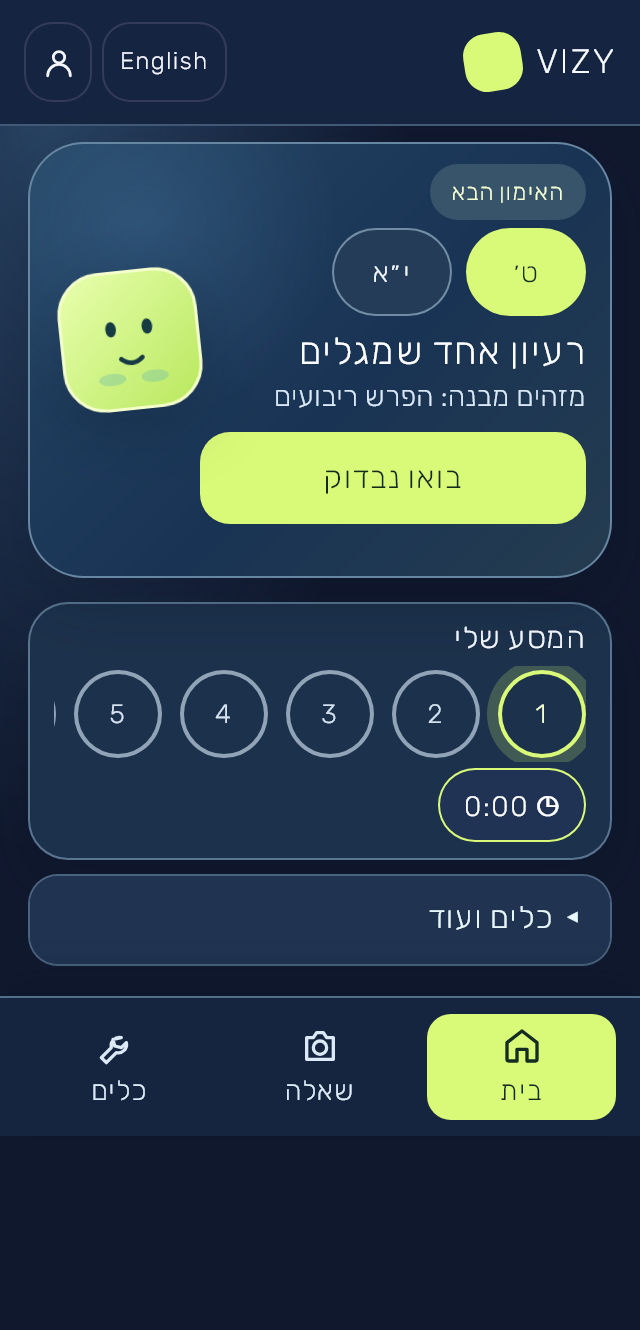 VIZY
English
האימון הבא
ט׳
י״א
רעיון אחד שמגלים
מזהים מבנה: הפרש ריבועים
בואו נבדוק
המסע שלי
1
2
3
4
5
0:00
כלים ועוד
בית
שאלה
כלים